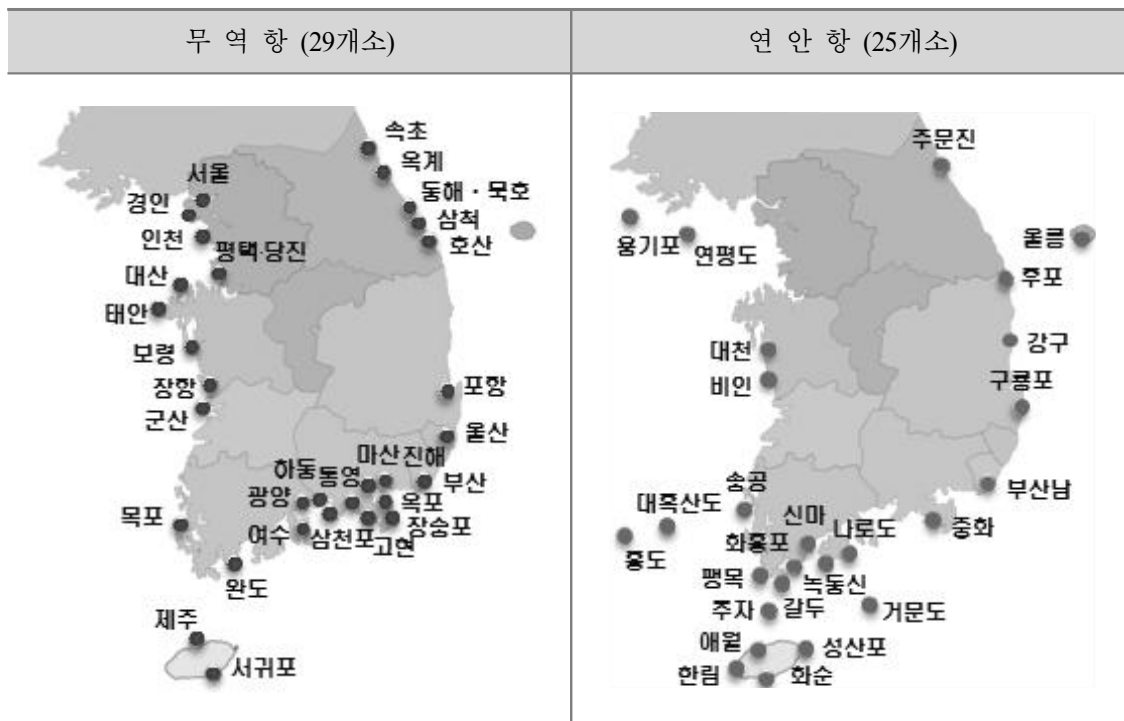 무 역 항 (29개소)
연 안 항 (25개소)
속초
옥계
서울
동해·묵호
경인
삼척
인천
호산
평택·당진
대산
태안
보령
장항
포항
군산
울산
마산
진해
하동
통영
부산
광양
옥포
목포
여수
삼천포
장승포
고현
완도
제주
서귀포
주문진
울릉
용기포
연평도
후포
강구
대천
비인
구룡포
송공
부산남
대흑산도
신마
나로도
중화
화흥포
홍도
팽목
녹동신
추자
갈두
거문도
애월
성산포
한림
화순